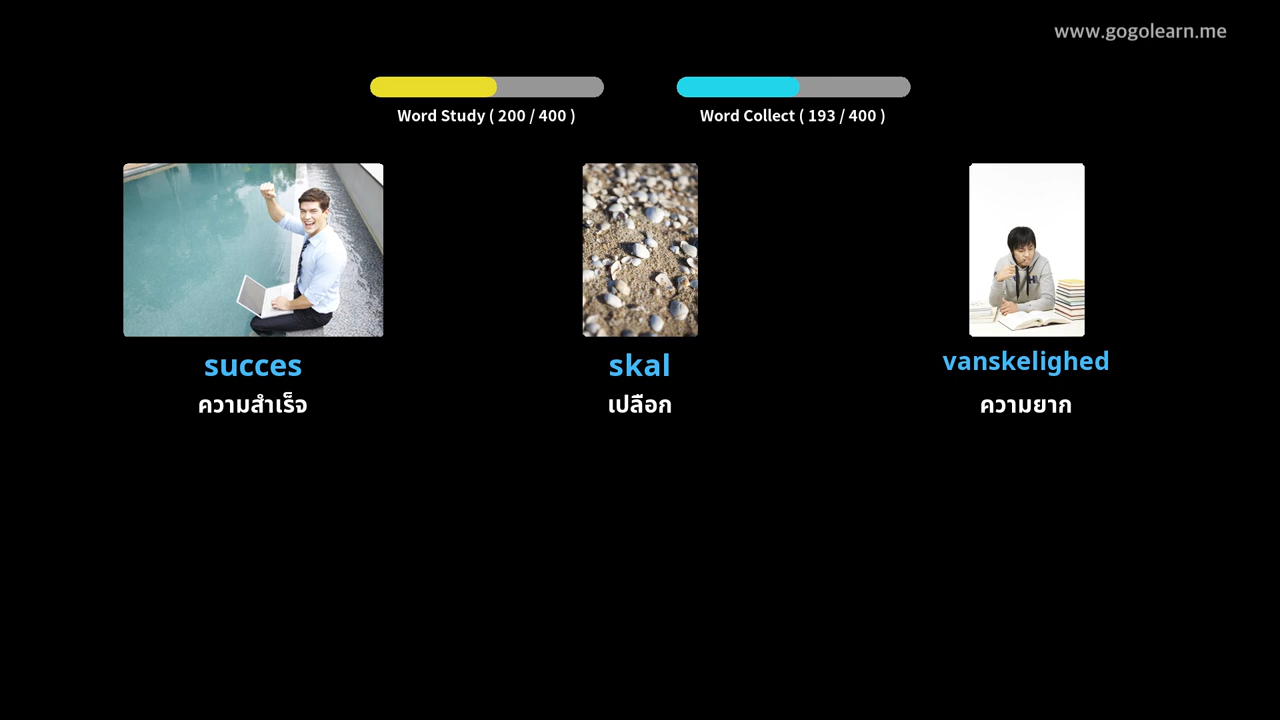 www.gogolearn.me
Word Study ( 200 / 400 )
Word Collect ( 193 / 400 )
succes
ความสำเร็จ
skal
เปลือก
vanskelighed
ความยาก